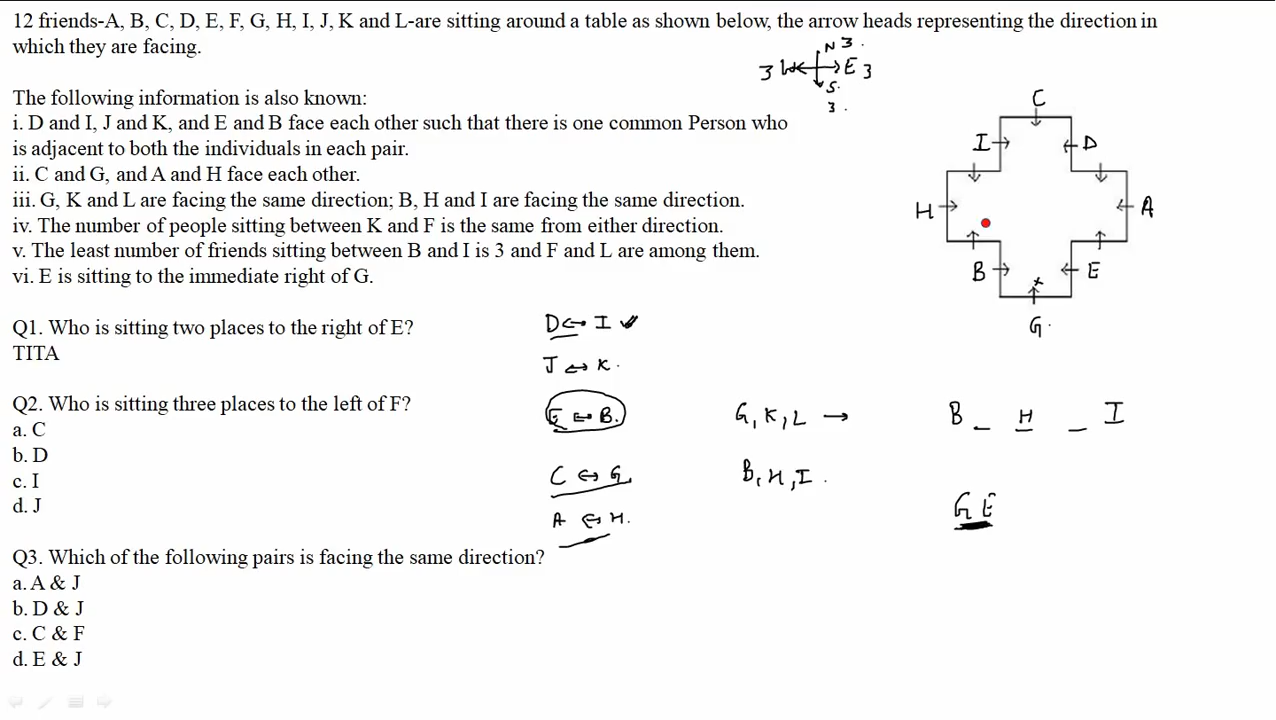 12 friends-A, B, C, D, E, F, G, H, I, J, K and L-are sitting around a table as shown below, the arrow heads representing the direction in
which they are facing.
N 3.
3 W E 3
S.
3.
The following information is also known:
i. D and I, J and K, and E and B face each other such that there is one common Person who
is adjacent to both the individuals in each pair.
ii. C and G, and A and H face each other.
iii. G, K and L are facing the same direction; B, H and I are facing the same direction.
iv. The number of people sitting between K and F is the same from either direction.
v. The least number of friends sitting between B and I is 3 and F and L are among them.
vi. E is sitting to the immediate right of G.
C
I D
H A
B E
G.
Q1. Who is sitting two places to the right of E?
TITA
Q2. Who is sitting three places to the left of F?
a. C
b. D
c. I
d. J
Q3. Which of the following pairs is facing the same direction?
a. A & J
b. D & J
c. C & F
d. E & J
D ↔ I ✓
J ↔ K.
E ↔ B.
C ↔ G
A ↔ H.
G, K, L →
B, H, I.
B _ H _ I
G E